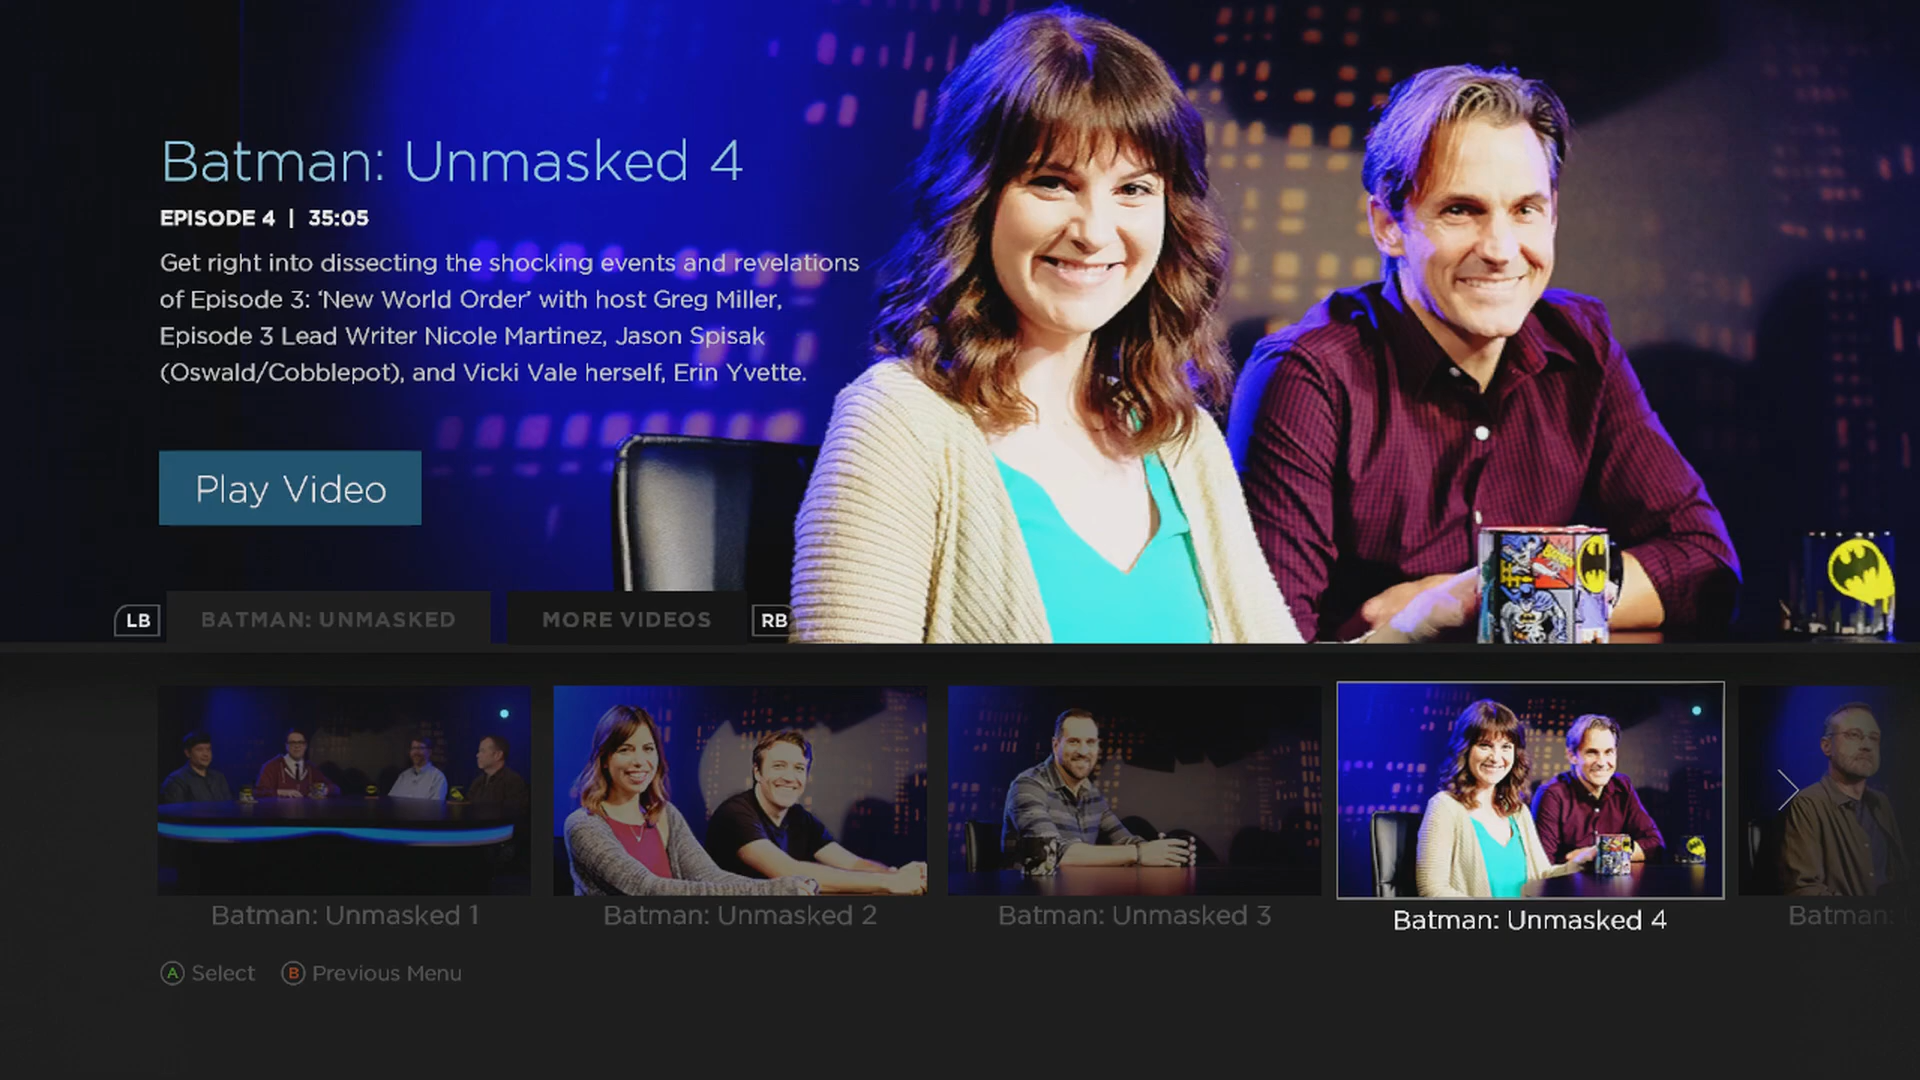 Batman: Unmasked 4
EPISODE 4 | 35:05
Get right into dissecting the shocking events and revelations
of Episode 3: ‘New World Order’ with host Greg Miller,
Episode 3 Lead Writer Nicole Martinez, Jason Spisak
(Oswald/Cobblepot), and Vicki Vale herself, Erin Yvette.
Play Video
LB BATMAN: UNMASKED MORE VIDEOS RB
Batman: Unmasked 1
Batman: Unmasked 2
Batman: Unmasked 3
Batman: Unmasked 4
Batman:
A Select B Previous Menu